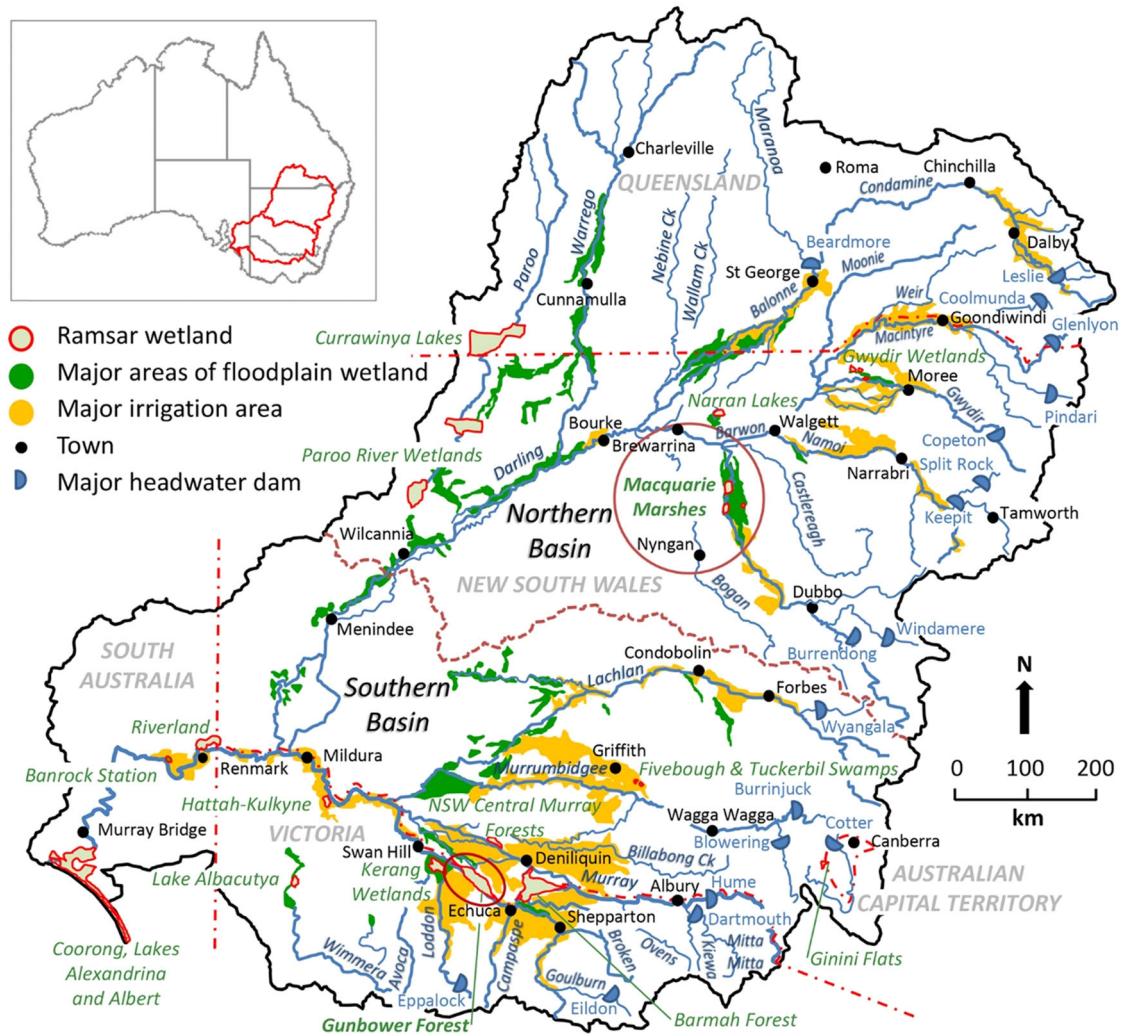 Charleville
QUEENSLAND
Maranoa
Roma
Chinchilla
Condamine
Dalby
Leslie
Beardmore
St George
Moonie
Balonne
Weir
Coolmunda
Goondiwindi
Macintyre
Glenlyon
Paroo
Warrego
Nebine Ck
Wallam Ck
Cunnamulla
Ramsar wetland
Major areas of floodplain wetland
Major irrigation area
Town
Major headwater dam
Currawinya Lakes
Gwydir Wetlands
Moree
Gwydir
Pindari
Copeton
Narran Lakes
Bourke
Brewarrina
Barwon
Walgett
Namoi
Narrabri
Split Rock
Keepit
Tamworth
Castlereagh
Paroo River Wetlands
Darling
Macquarie
Marshes
Northern
Basin
Nyngan
Wilcannia
NEW SOUTH WALES
Bogan
Dubbo
Windamere
Burrendong
Menindee
SOUTH
AUSTRALIA
Southern
Basin
Condobolin
Lachlan
Forbes
Wyangala
N
0 100 200
km
Riverland
Mildura
Renmark
Banrock Station
Griffith
Murrumbidgee
Fivebough & Tuckerbil Swamps
Burrinjuck
Hattah-Kulkyne
NSW Central Murray
Forests
VICTORIA
Murray Bridge
Wagga Wagga
Blowering
Cotter
Canberra
Swan Hill
Billabong Ck
Deniliquin
Kerang
Wetlands
Murray
Albury
Hume
AUSTRALIAN
CAPITAL TERRITORY
Lake Albacutya
Echuca
Shepparton
Dartmouth
Mitta
Mitta
Coorong, Lakes
Alexandrina
and Albert
Wimmera
Avoca
Loddon
Campaspe
Broken
Ovens
Kiewa
Goulburn
Ginini Flats
Eppalock
Eildon
Gunbower Forest
Barmah Forest